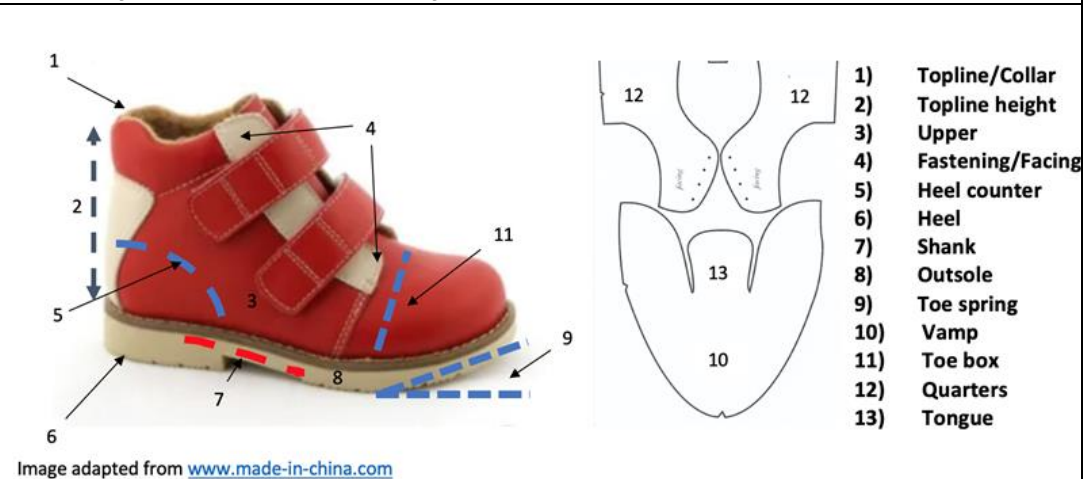 1
2
3
4
5
6
7
8
9
11
12
12
facing
facing
13
10
1) Topline/Collar
2) Topline height
3) Upper
4) Fastening/Facing
5) Heel counter
6) Heel
7) Shank
8) Outsole
9) Toe spring
10) Vamp
11) Toe box
12) Quarters
13) Tongue
Image adapted from www.made-in-china.com